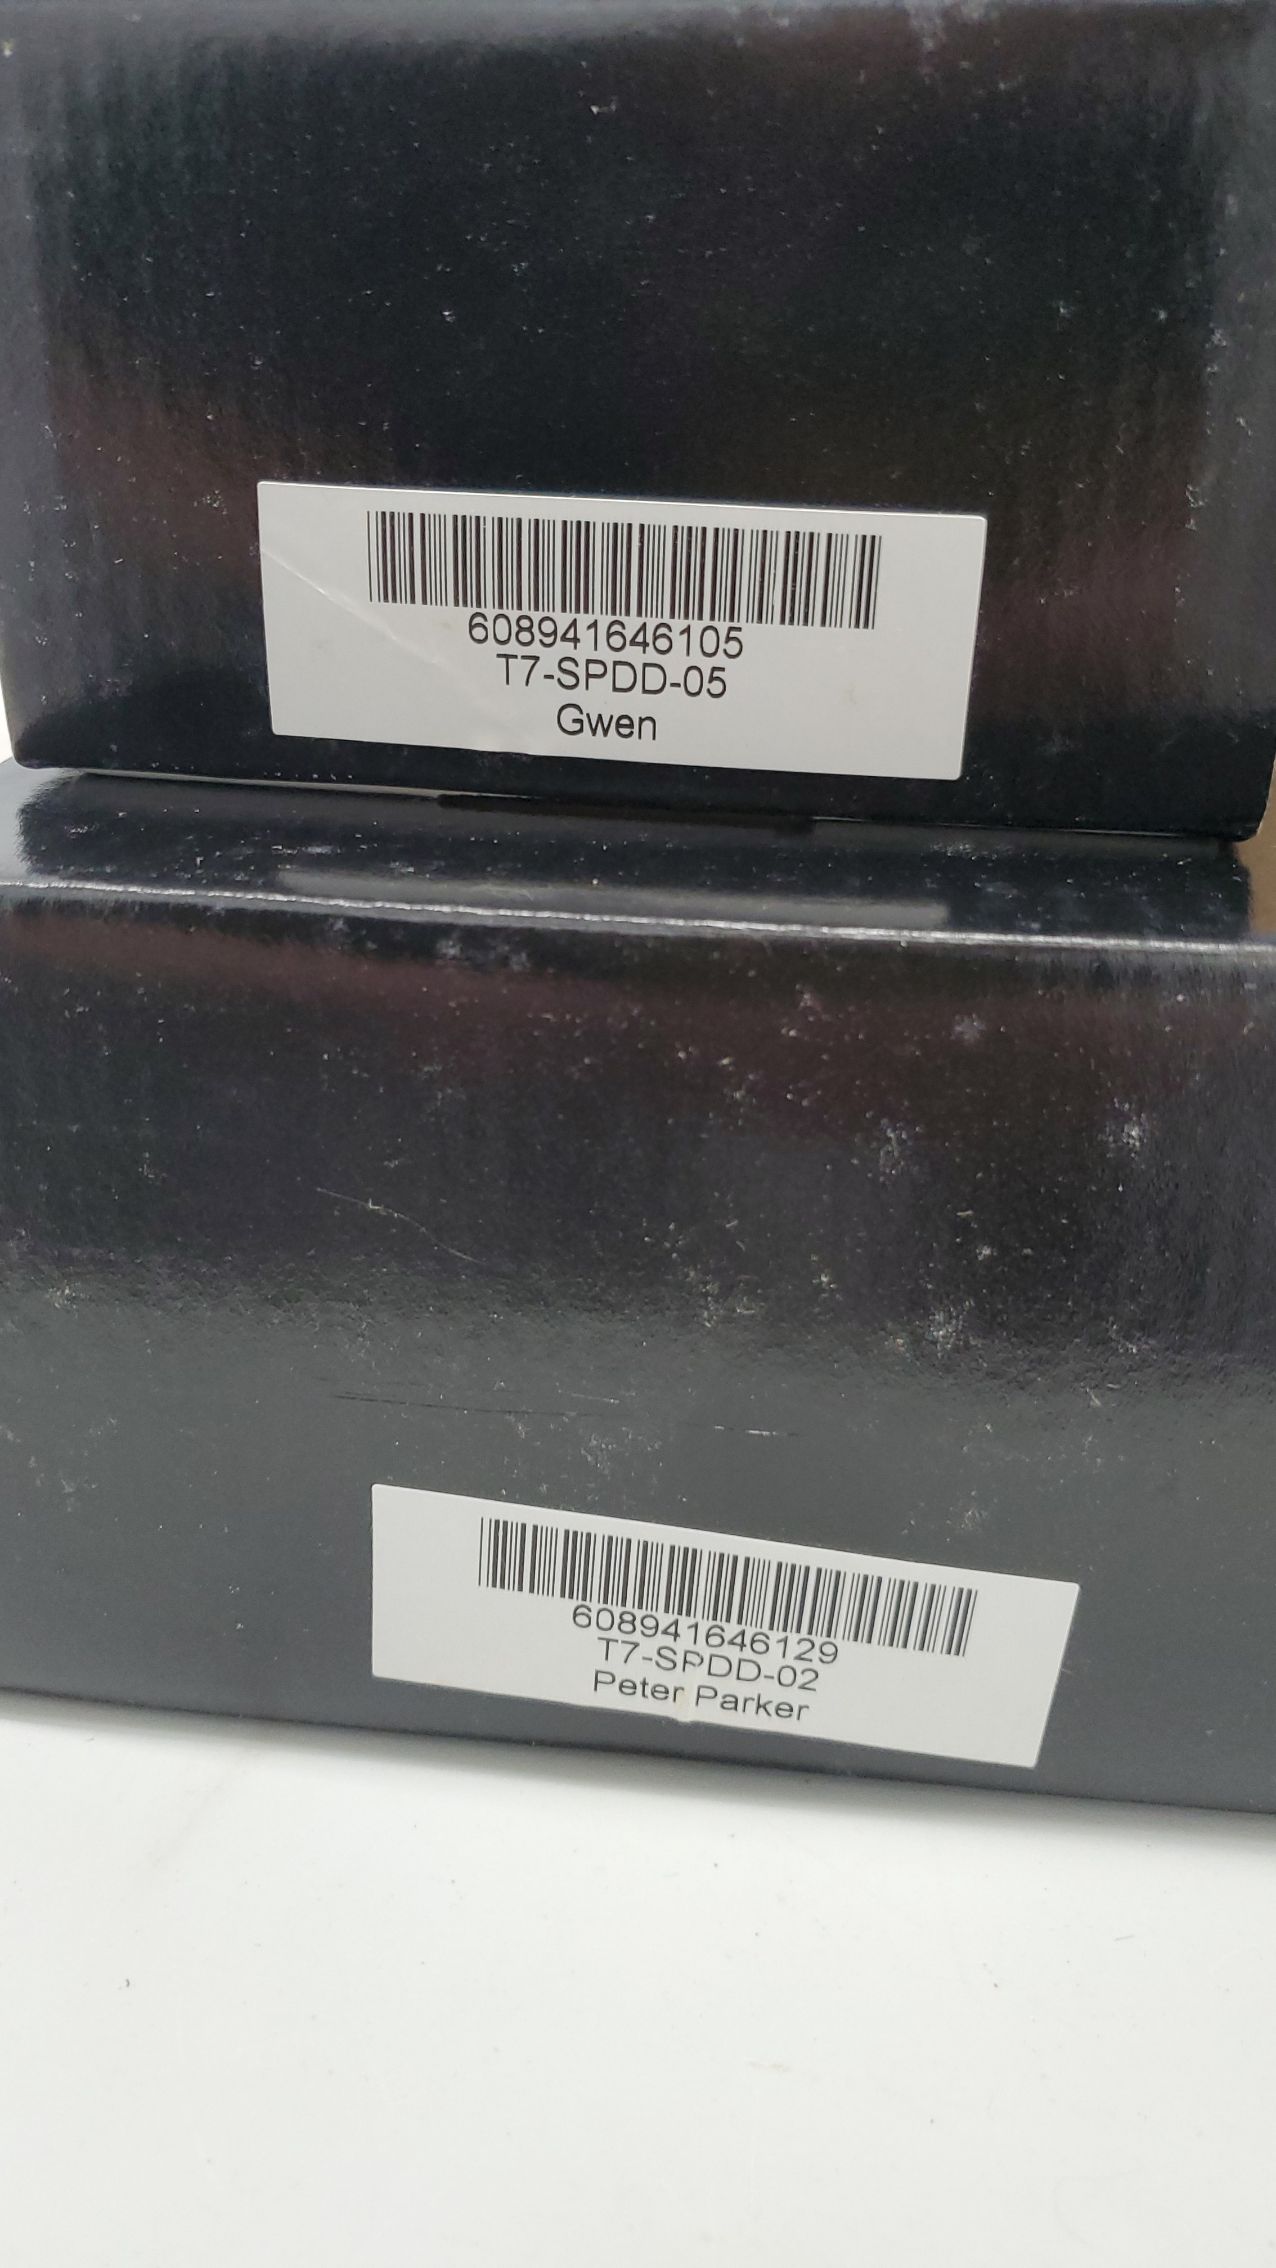 608941646105
T7-SPDD-05
Gwen
608941646129
T7-SPDD-02
Peter Parker